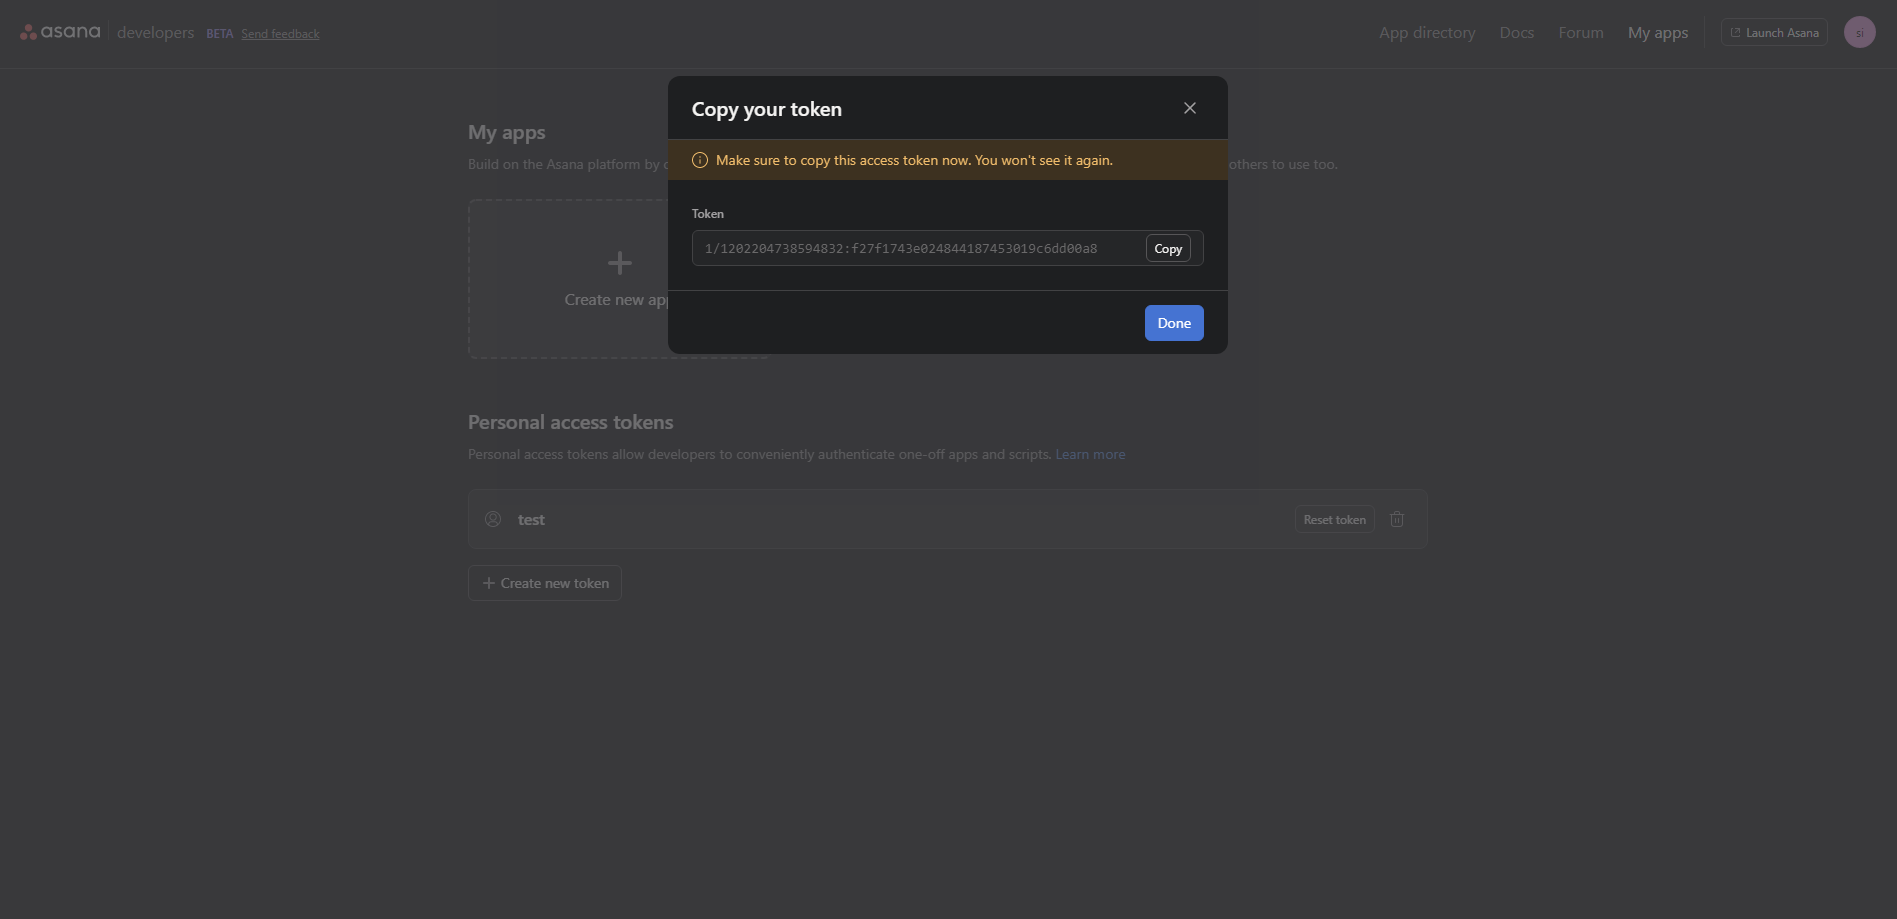 asana developers BETA Send feedback
App directory Docs Forum My apps Launch Asana si
Copy your token
Make sure to copy this access token now. You won't see it again.
Token
1/1202204738594832:f27f1743e024844187453019c6dd00a8 Copy
Done
My apps
Build on the Asana platform by others to use too.
Create new app
Personal access tokens
Personal access tokens allow developers to conveniently authenticate one-off apps and scripts. Learn more
test Reset token
Create new token